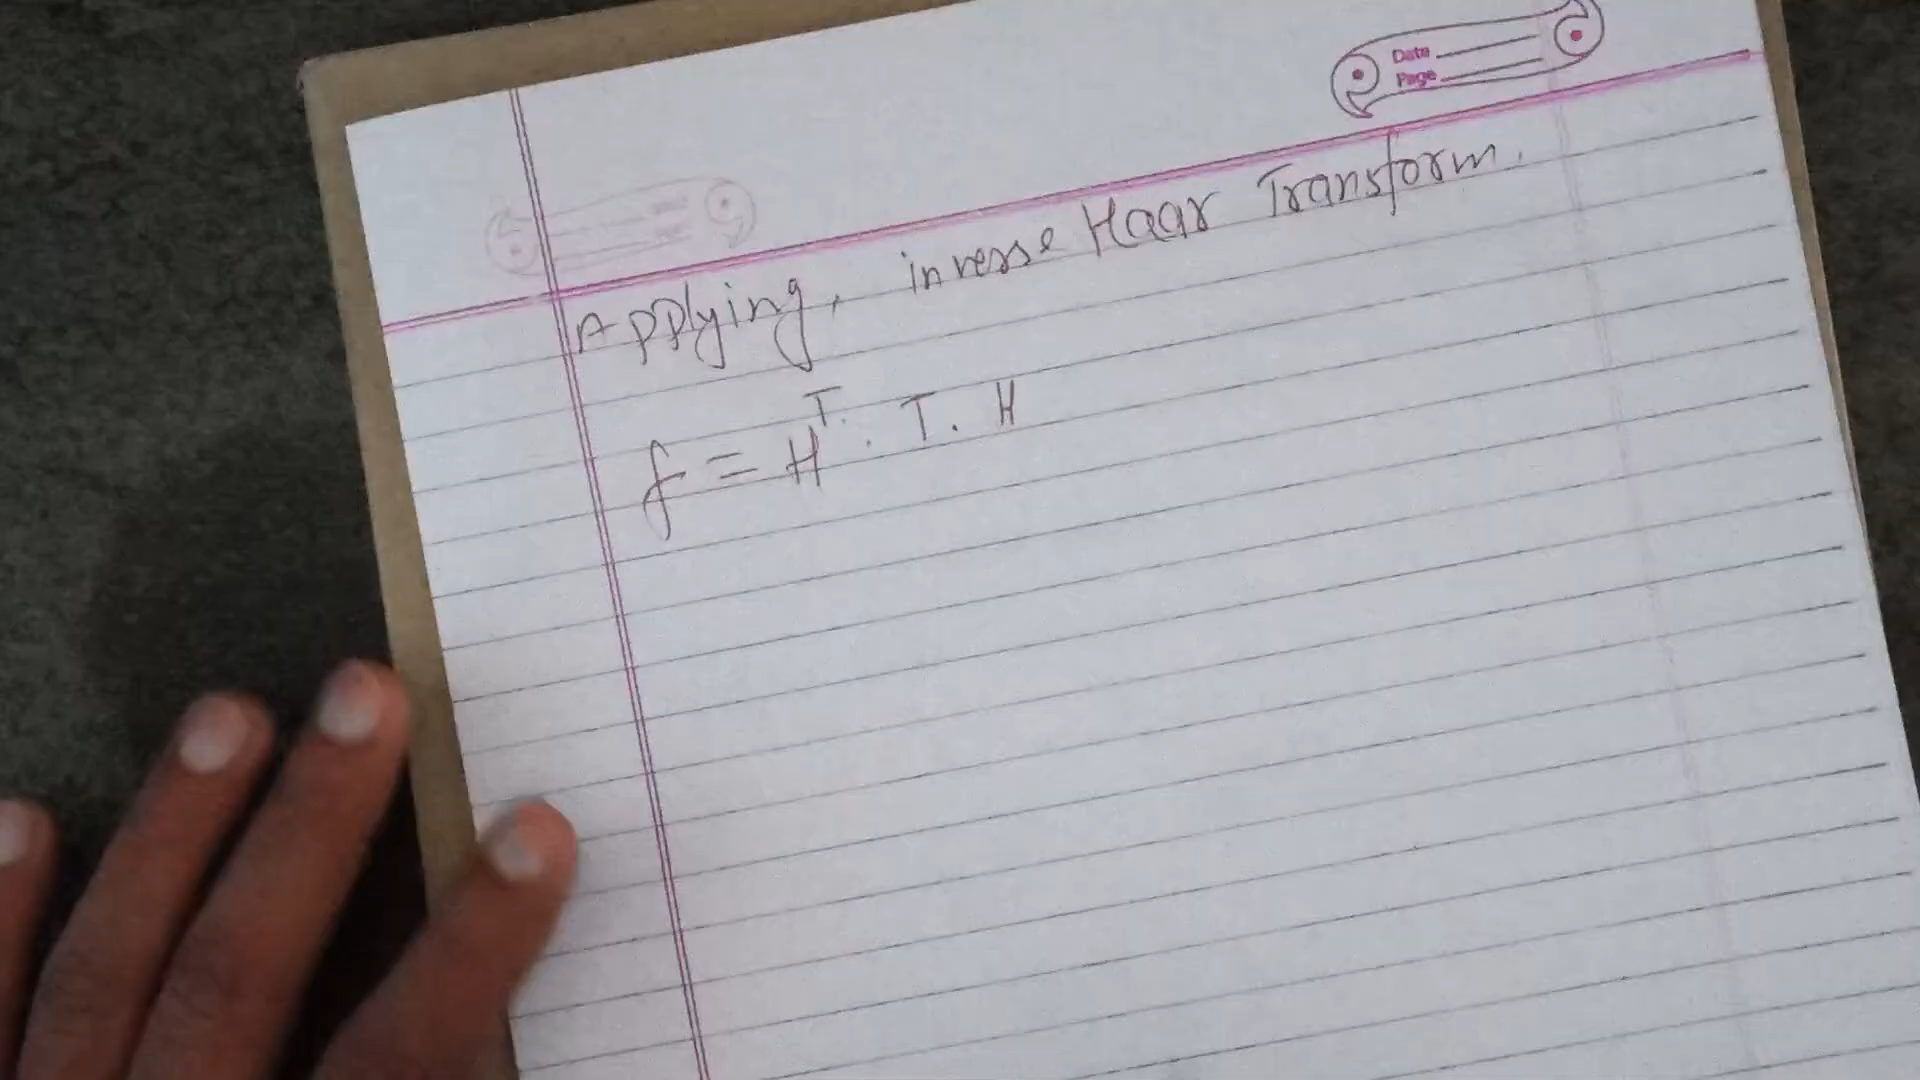 Date
Page
Applying, inverse Haar Transform.
f = H^T. . T. H